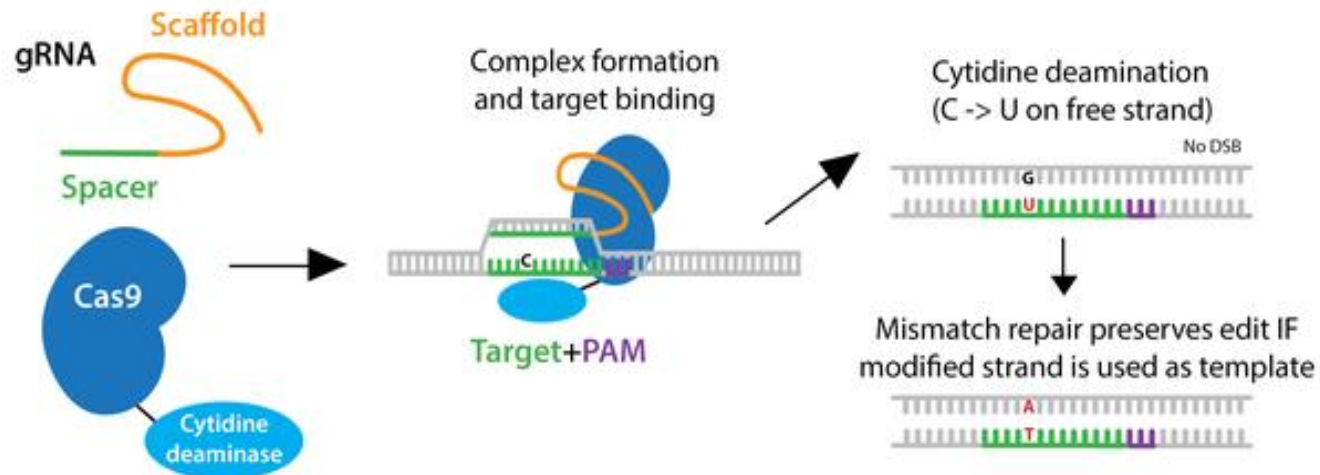 gRNA
Scaffold
Spacer
Cas9
Cytidine
deaminase
Complex formation
and target binding
C
Target+PAM
Cytidine deamination
(C -> U on free strand)
No DSB
G
U
Mismatch repair preserves edit IF
modified strand is used as template
A
T